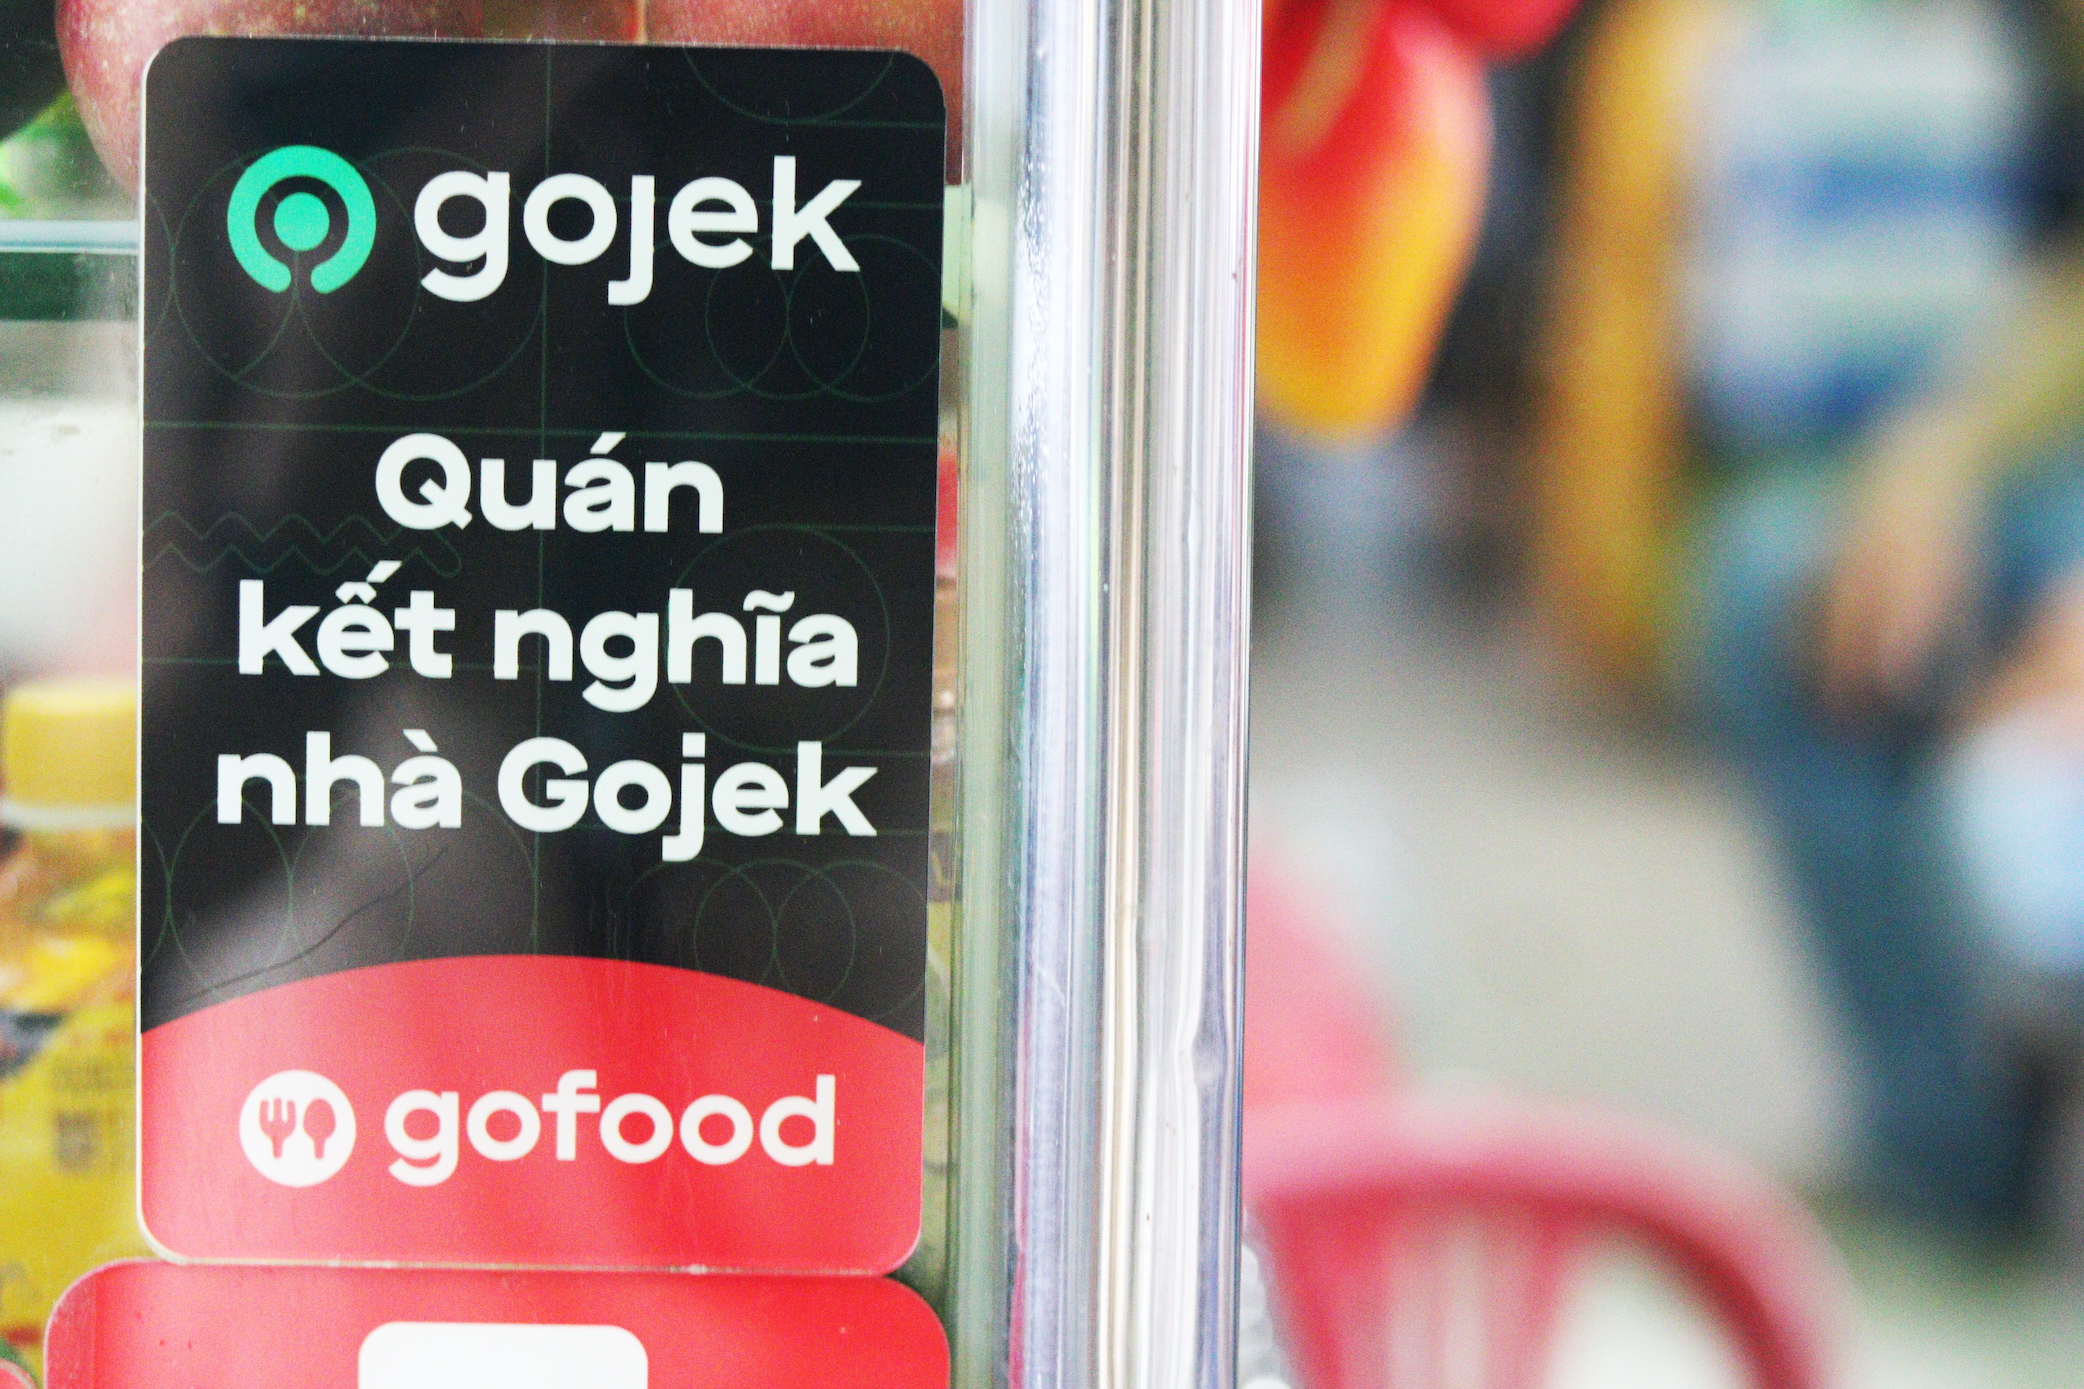 gojek
Quán
kết nghĩa
nhà Gojek
gofood